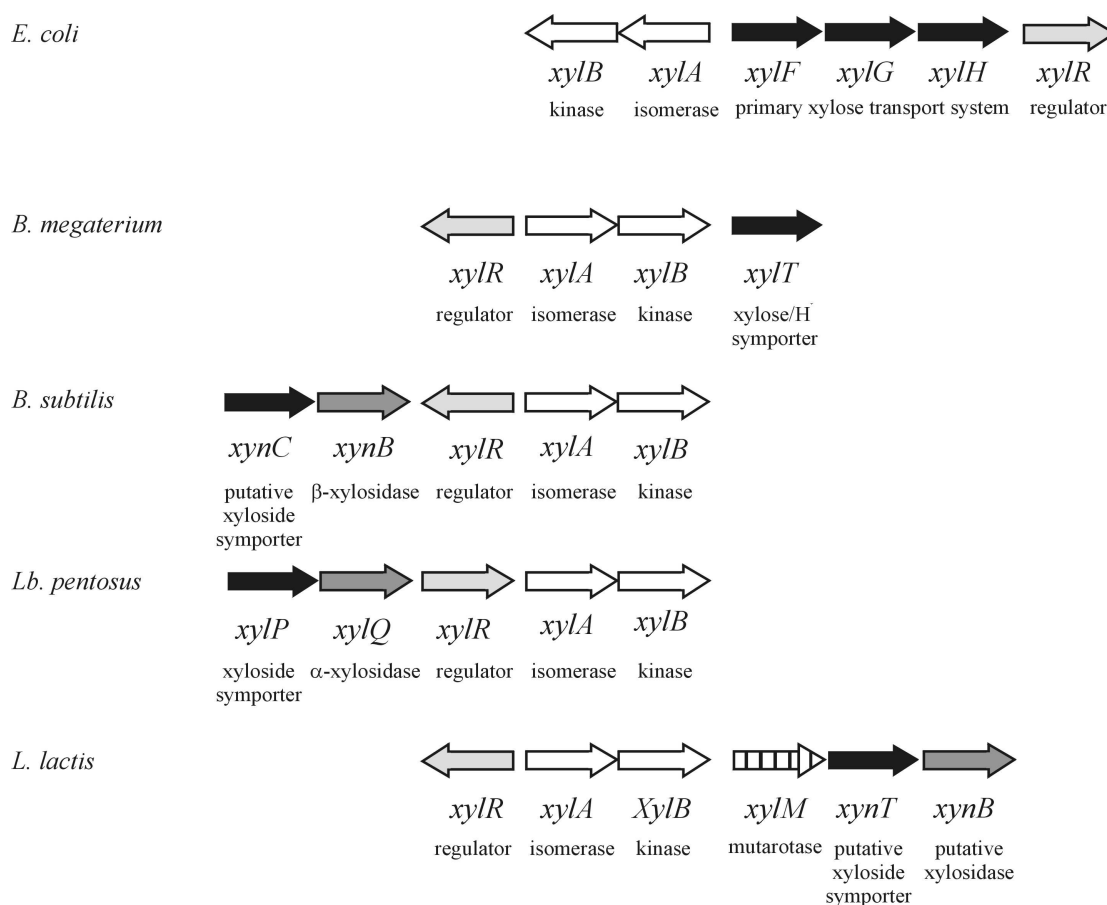 E. coli
xylB xylA xylF xylG xylH xylR
kinase isomerase primary xylose transport system regulator
B. megaterium
xylR xylA xylB xylT
regulator isomerase kinase xylose/H-
symporter
B. subtilis
xynC xynB xylR xylA xylB
putative β-xylosidase regulator isomerase kinase
xyloside
symporter
Lb. pentosus
xylP xylQ xylR xylA xylB
xyloside α-xylosidase regulator isomerase kinase
symporter
L. lactis
xylR xylA XylB xylM xynT xynB
regulator isomerase kinase mutarotase putative putative
xyloside xylosidase
symporter